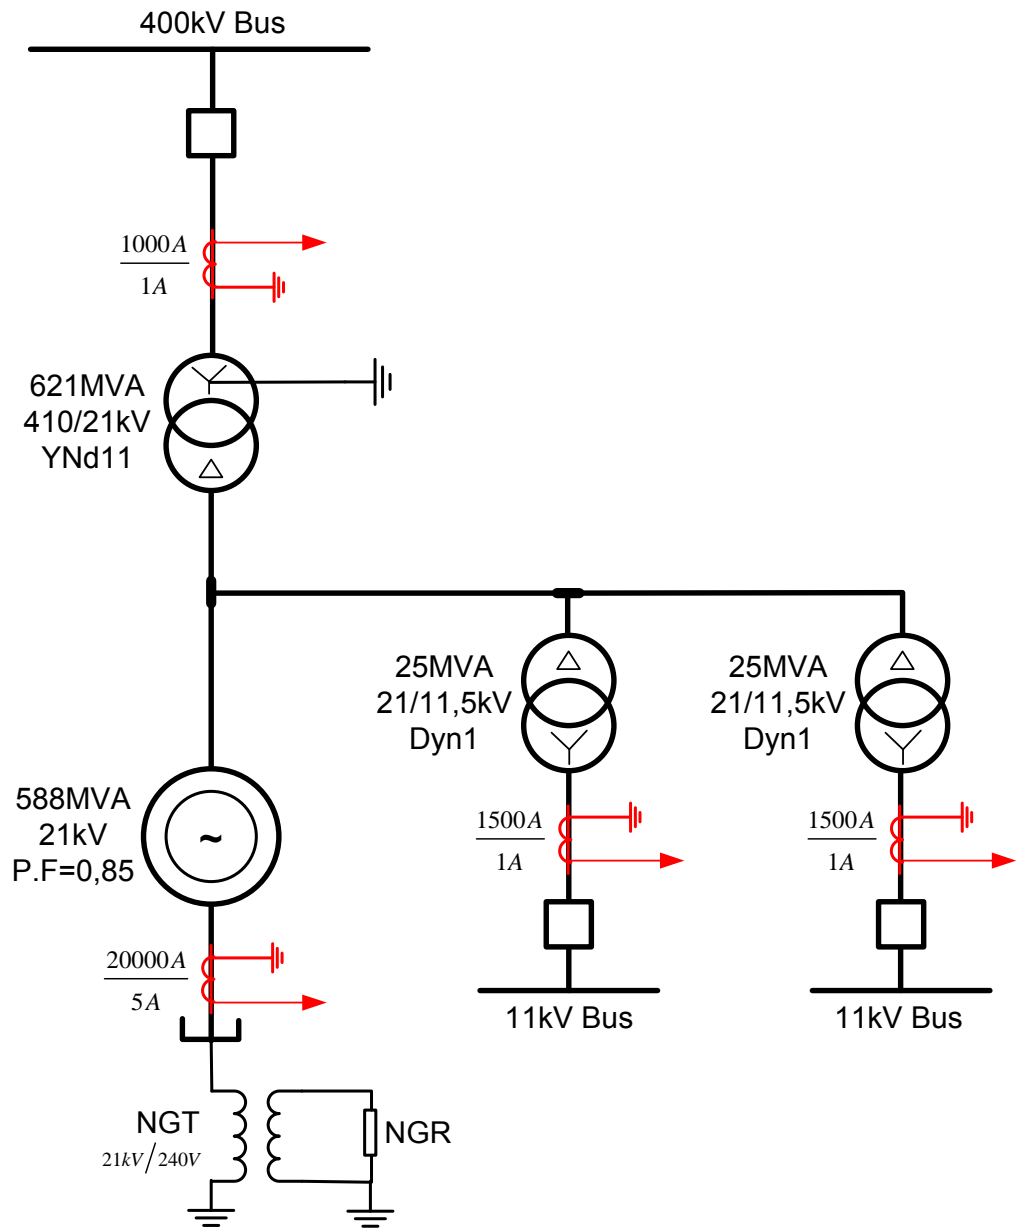 400kV Bus
1000A
1A
621MVA
410/21kV
YNd11
25MVA
21/11,5kV
Dyn1
25MVA
21/11,5kV
Dyn1
588MVA
21kV
P.F=0,85
~
1500A
1A
1500A
1A
20000A
5A
11kV Bus
11kV Bus
NGT
21kV/240V
NGR